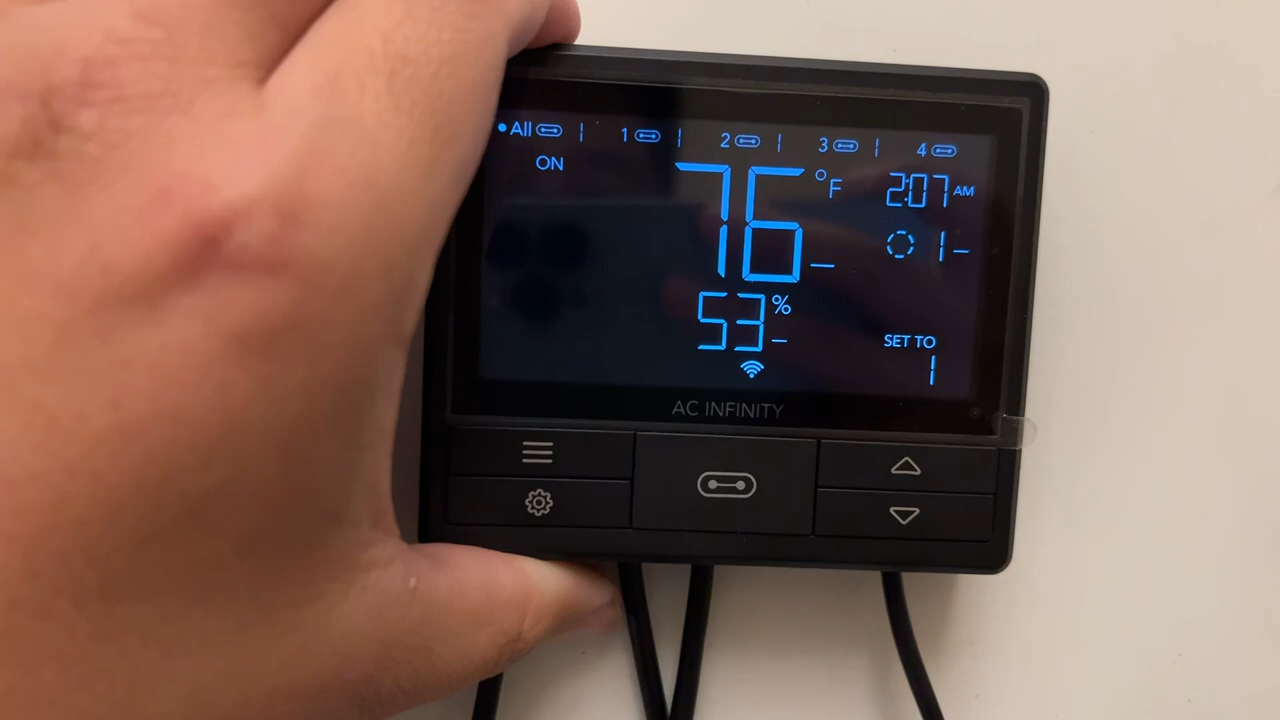 All 1 2 3 4
ON
76 °F
2:07 AM
1
53 %
SET TO
1
AC INFINITY